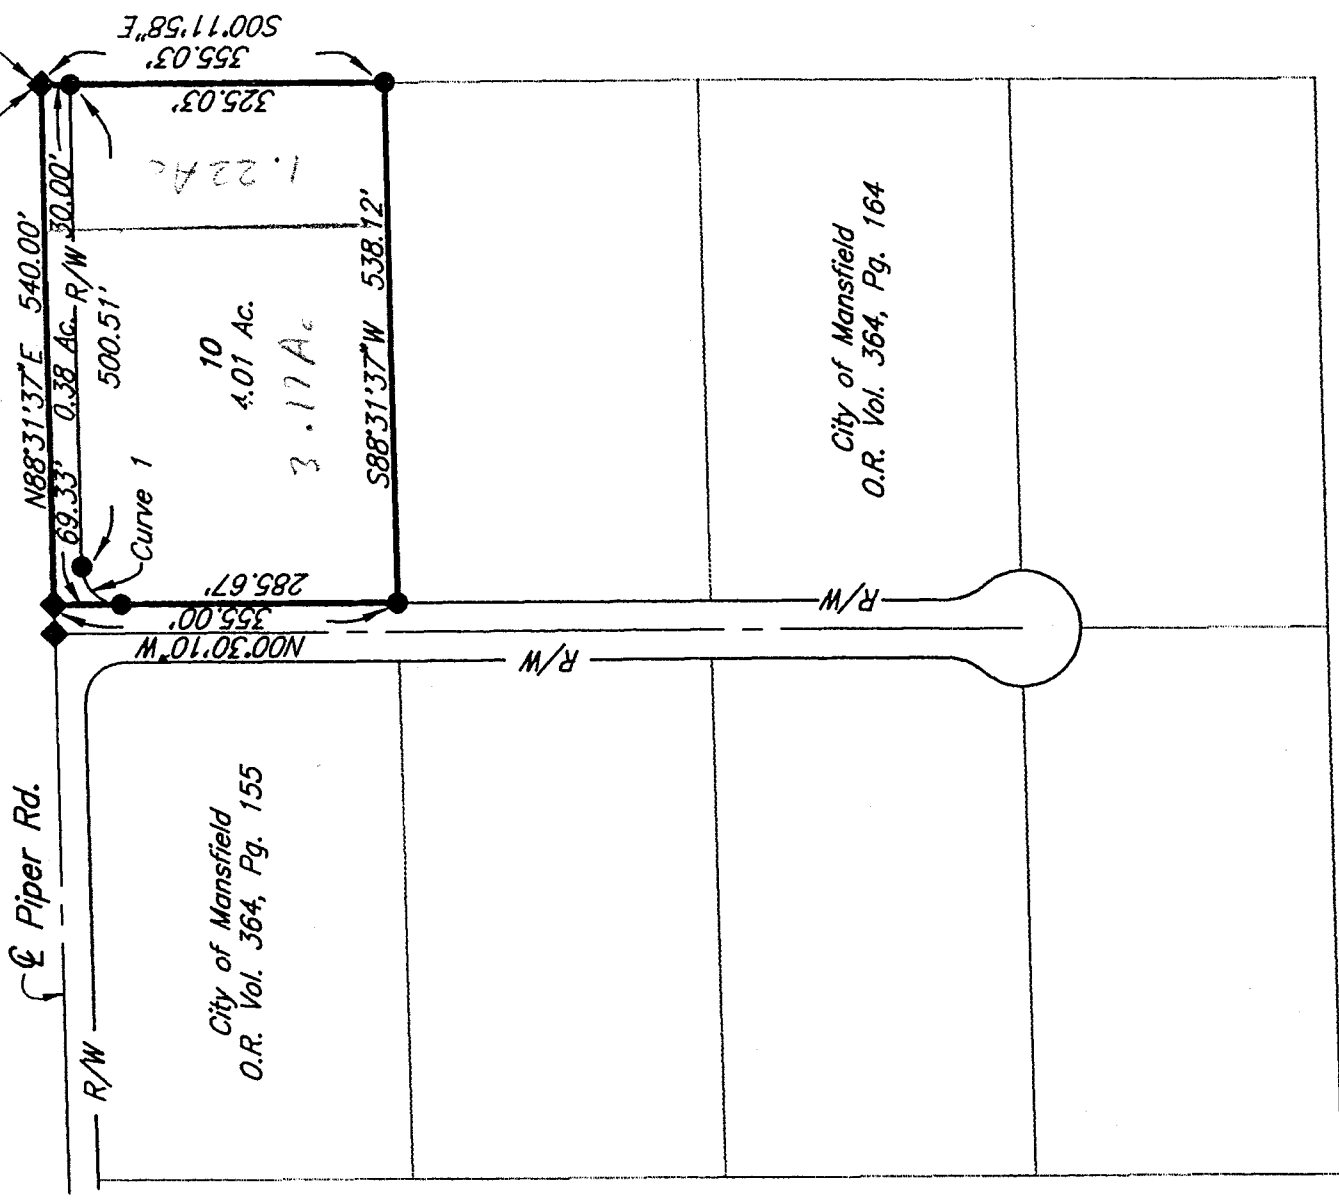 S00°11'58"E
355.03'
325.03'
1.22 Ac
N88°31'37"E 540.00'
69.33' 0.38 Ac. R/W 30.00'
500.51'
Curve 1
10
4.01 Ac.
3.17 Ac
S88°31'37"W 538.12'
285.67'
355.00'
N00°30'10"W
R/W
R/W
City of Mansfield
O.R. Vol. 364, Pg. 164
℄ Piper Rd.
R/W
City of Mansfield
O.R. Vol. 364, Pg. 155